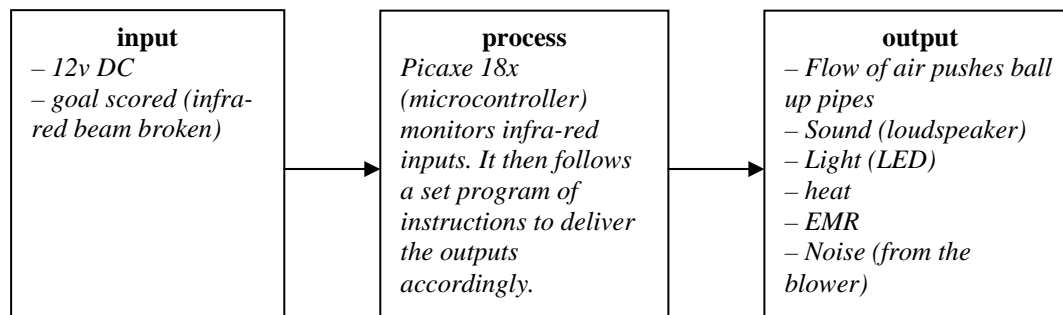 input
– 12v DC
– goal scored (infra-
red beam broken)
process
Picaxe 18x
(microcontroller)
monitors infra-red
inputs. It then follows
a set program of
instructions to deliver
the outputs
accordingly.
output
– Flow of air pushes ball
up pipes
– Sound (loudspeaker)
– Light (LED)
– heat
– EMR
– Noise (from the
blower)